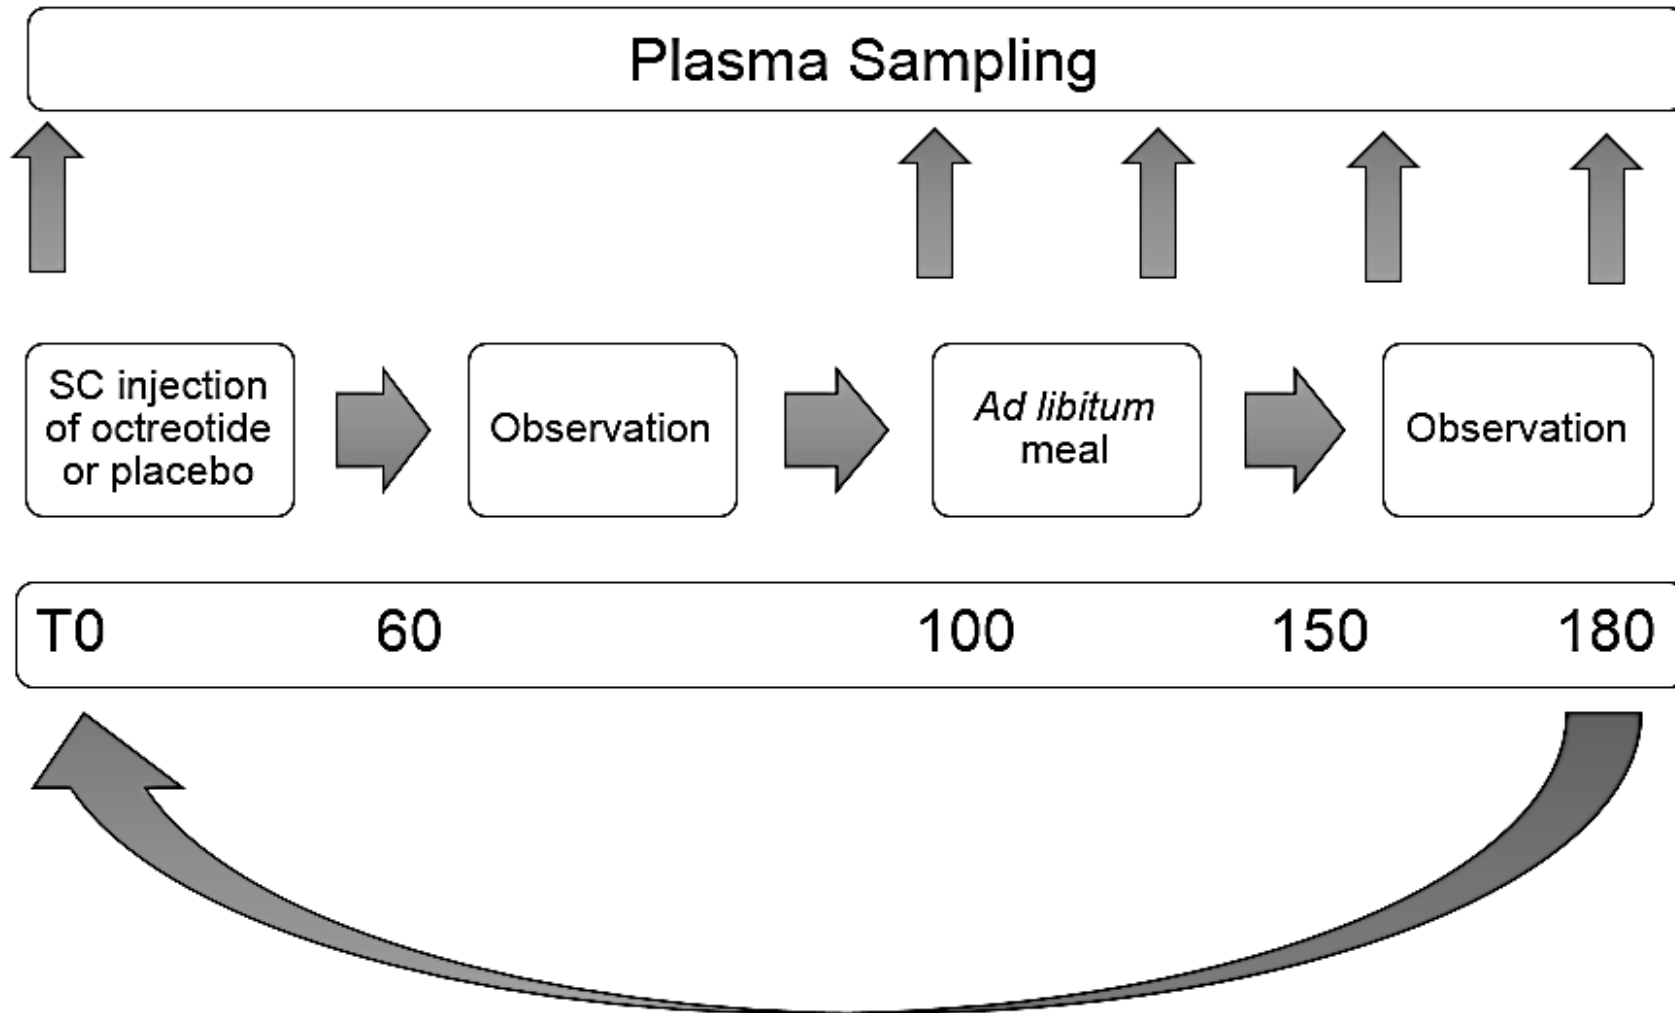 Plasma Sampling
SC injection
of octreotide
or placebo
Observation
Ad libitum
meal
Observation
T0 60 100 150 180